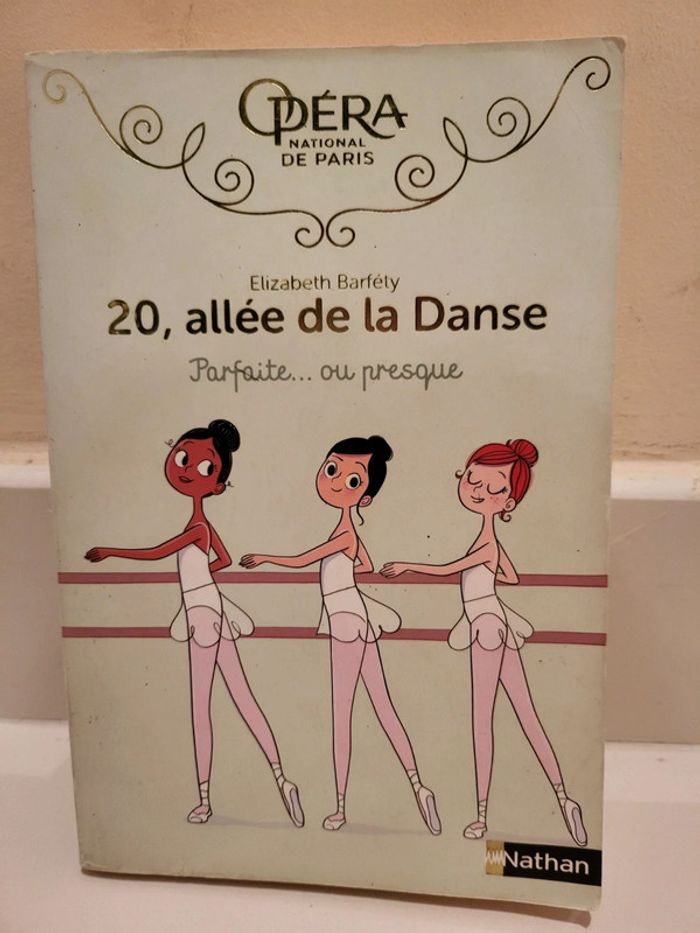 OPÉRA
NATIONAL
DE PARIS
Elizabeth Barféty
20, allée de la Danse
Parfaite... ou presque
Nathan